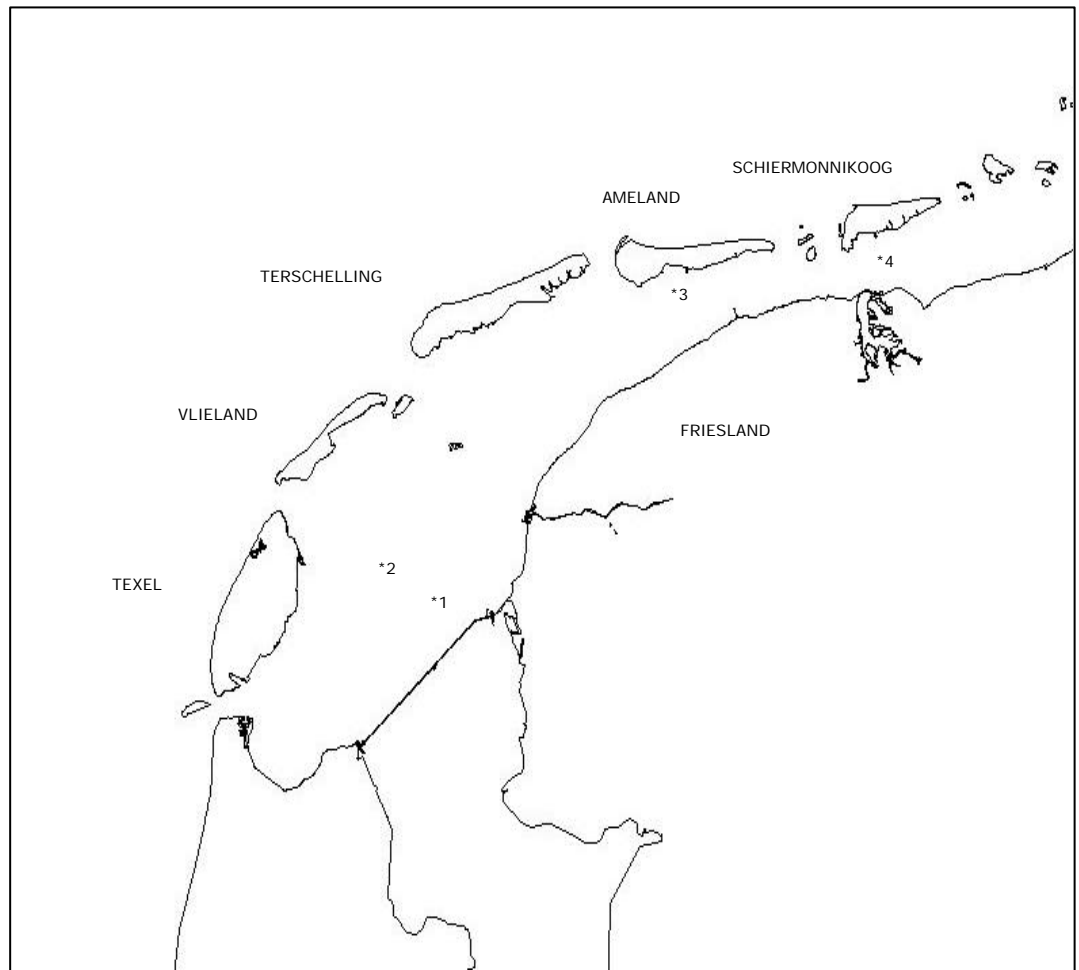 SCHIERMONNIKOOG
AMELAND
*4
TERSCHELLING
*3
VLIELAND
FRIESLAND
*2
TEXEL
*1